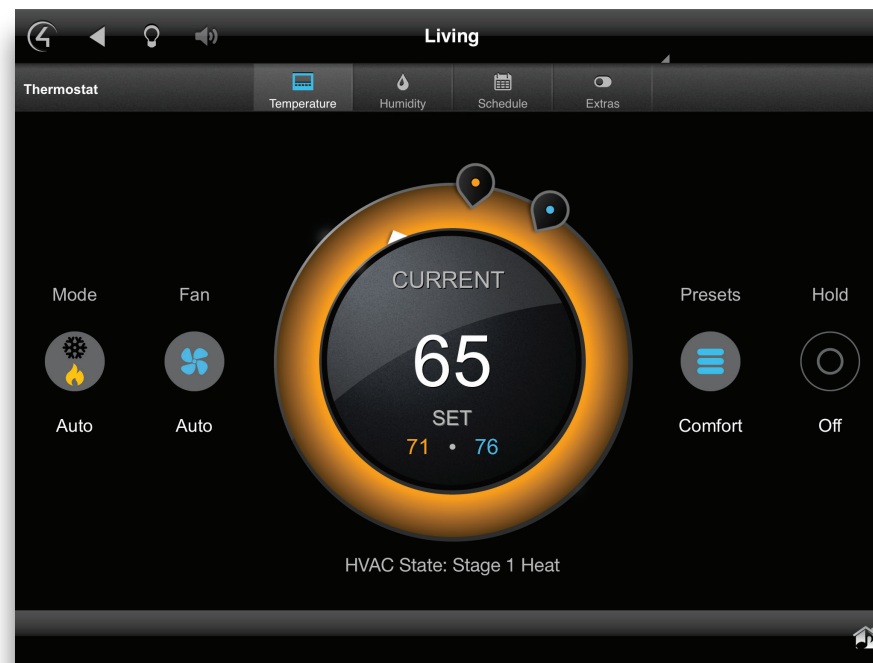 Living
Thermostat
Temperature
Humidity
Schedule
Extras
CURRENT
65
SET
71 • 76
Mode
Auto
Fan
Auto
Presets
Comfort
Hold
Off
HVAC State: Stage 1 Heat